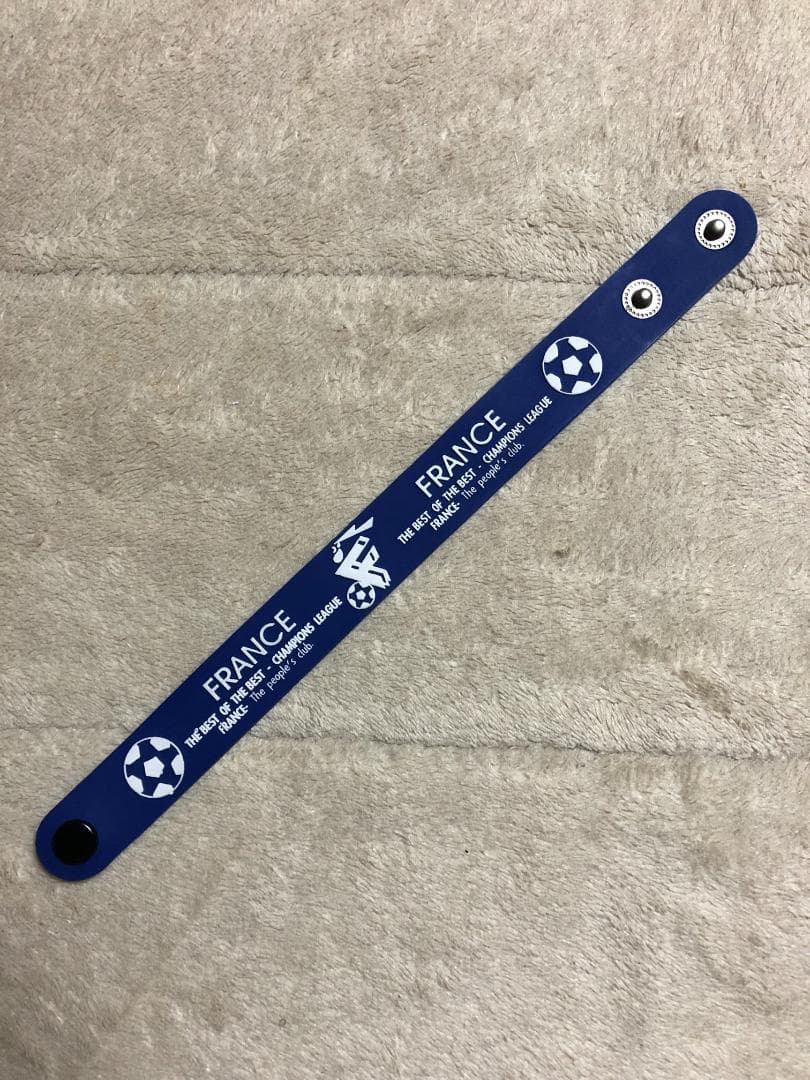 FRANCE
THE BEST OF THE BEST - CHAMPIONS LEAGUE
FRANCE- The people's club.
FRANCE
THE BEST OF THE BEST - CHAMPIONS LEAGUE
FRANCE- The people's club.